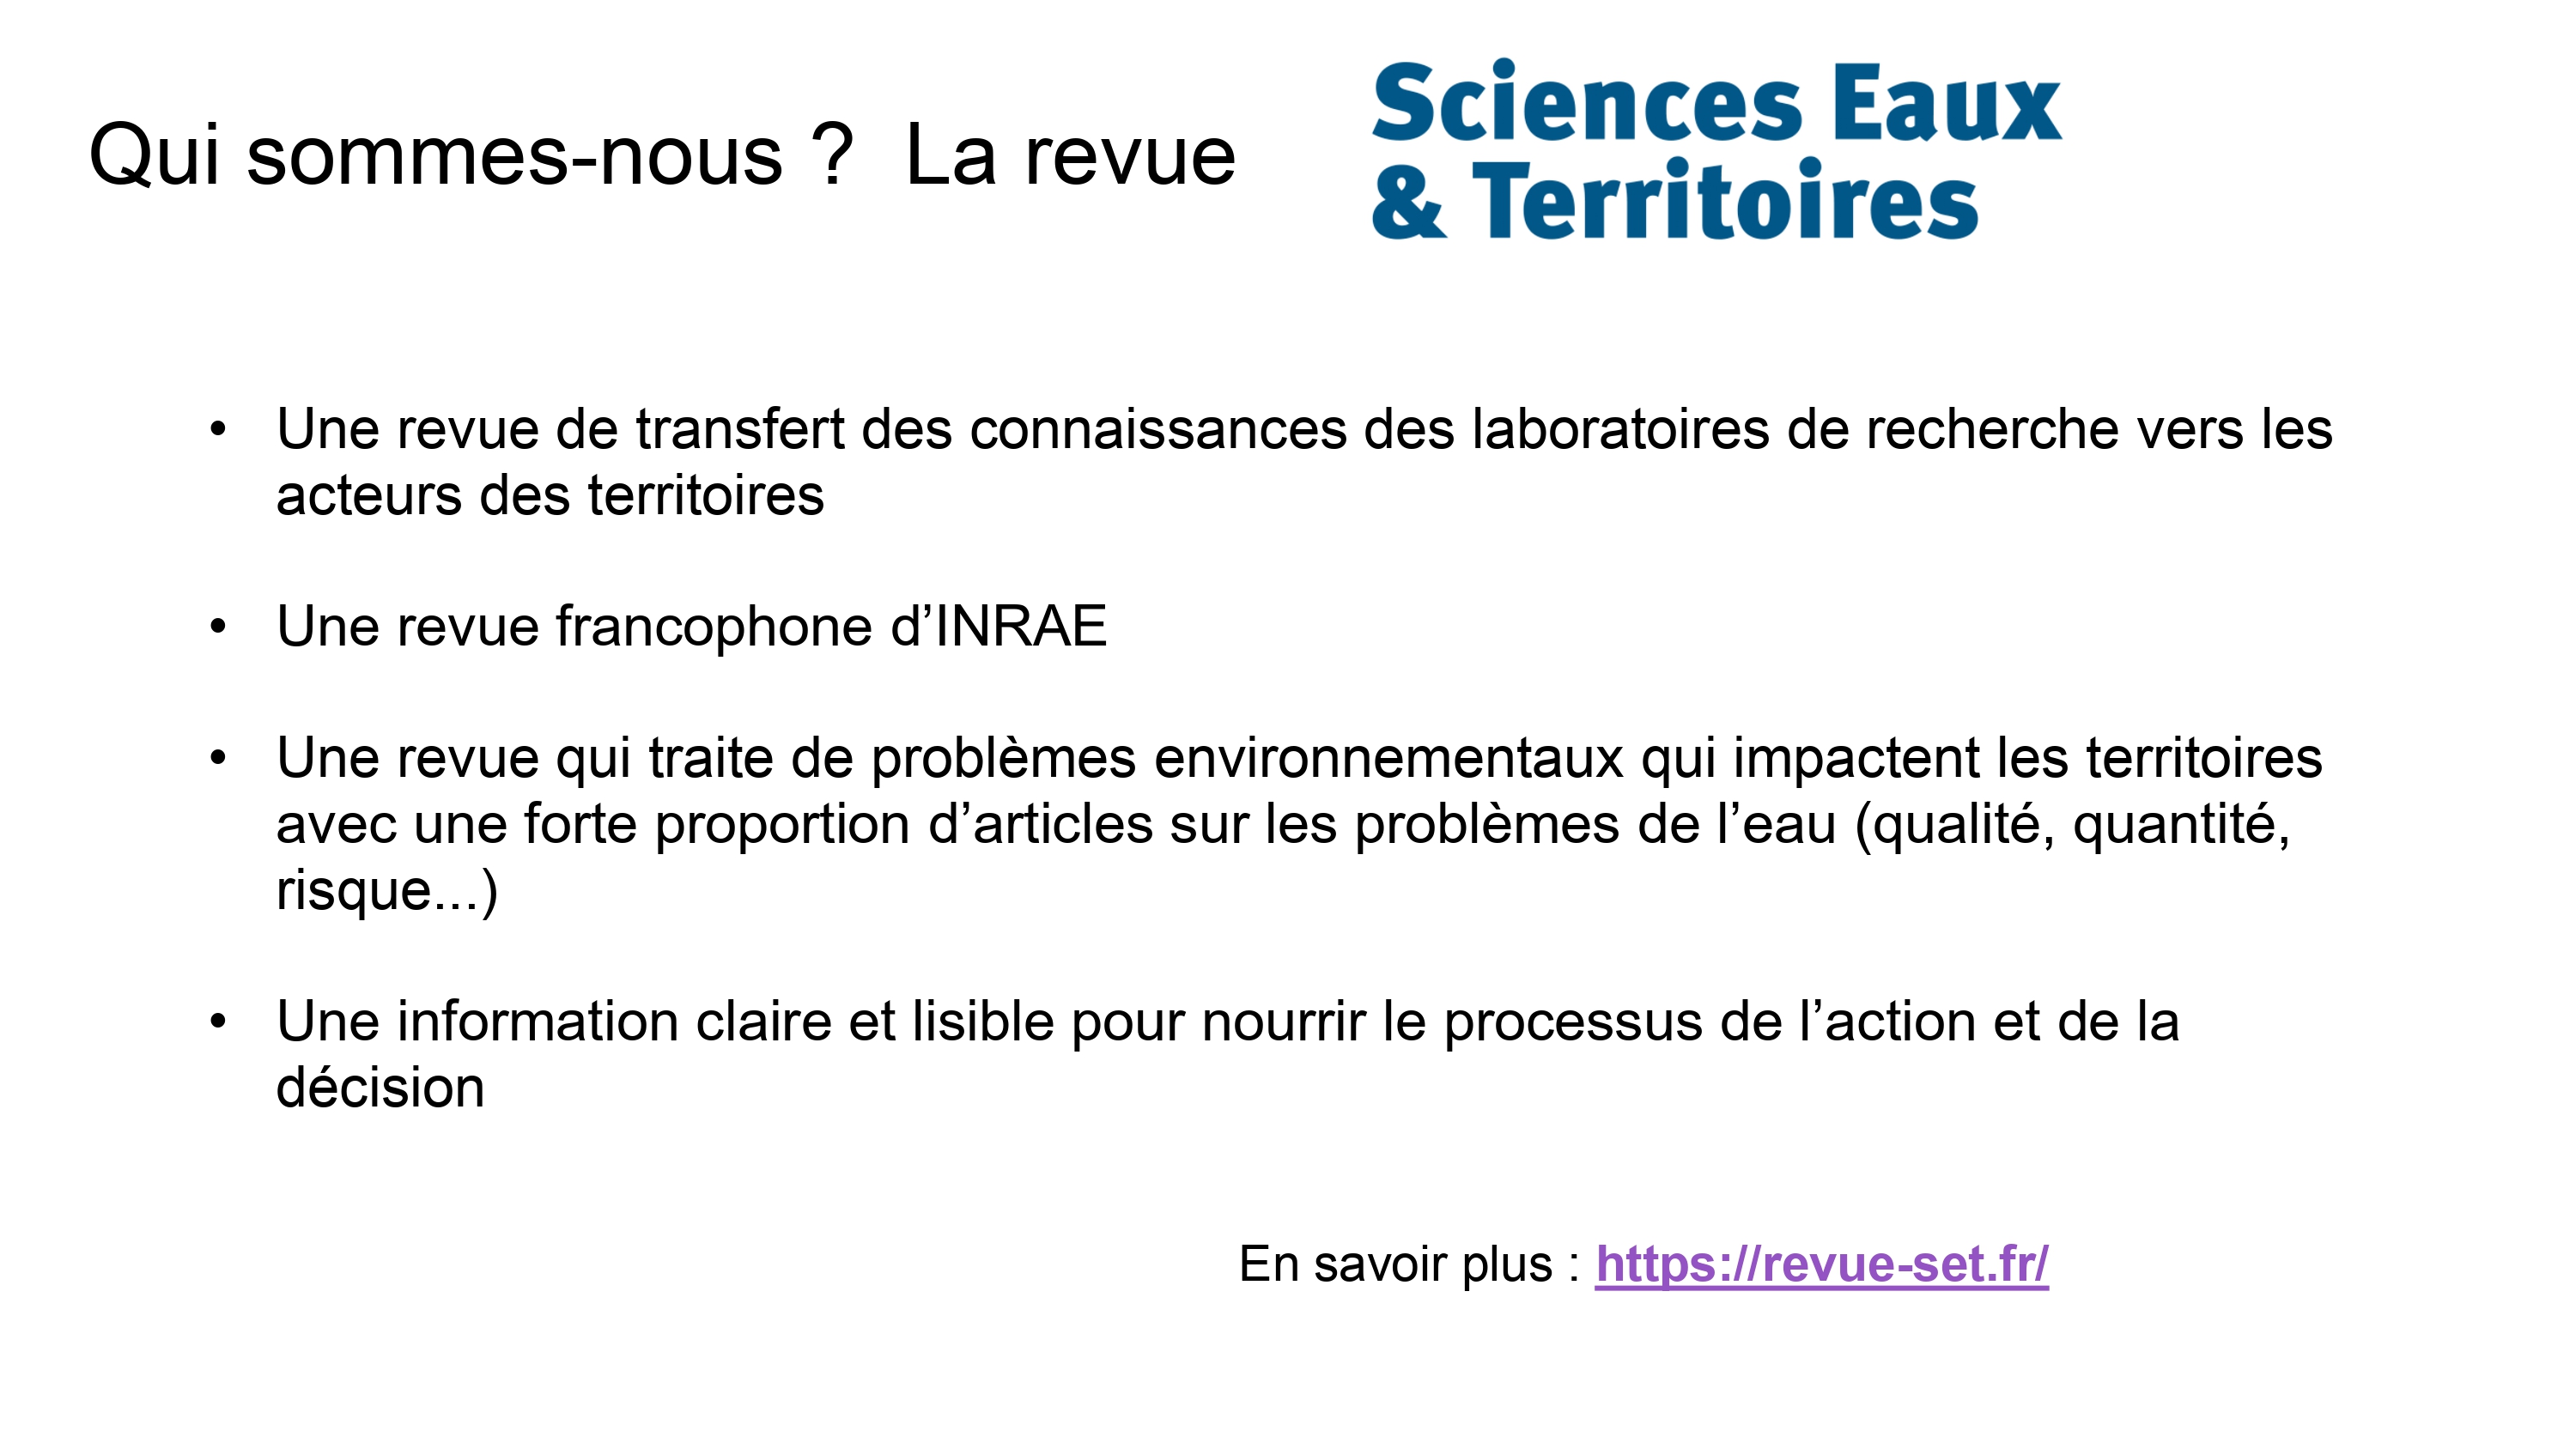 Qui sommes-nous ? La revue
Sciences Eaux
& Territoires
• Une revue de transfert des connaissances des laboratoires de recherche vers les
acteurs des territoires
• Une revue francophone d’INRAE
• Une revue qui traite de problèmes environnementaux qui impactent les territoires
avec une forte proportion d’articles sur les problèmes de l’eau (qualité, quantité,
risque...)
• Une information claire et lisible pour nourrir le processus de l’action et de la
décision
En savoir plus : https://revue-set.fr/